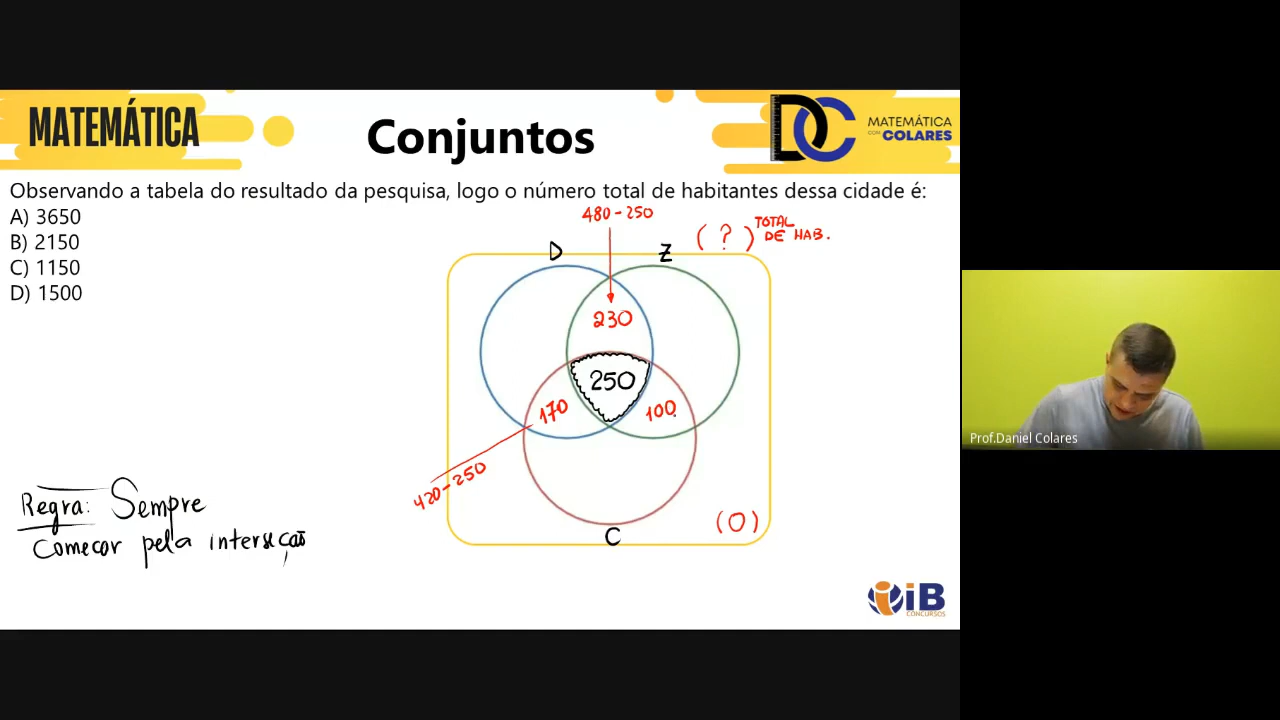 MATEMÁTICA
Conjuntos
DC
MATEMÁTICA
COM COLARES
Observando a tabela do resultado da pesquisa, logo o número total de habitantes dessa cidade é:
A) 3650
B) 2150
C) 1150
D) 1500
480-250
( ? ) TOTAL
DE HAB.
D
Z
230
250
170
100
420-250
(0)
C
Regra: Sempre
Começar pela interseção
iB
CONCURSOS
Prof.Daniel Colares